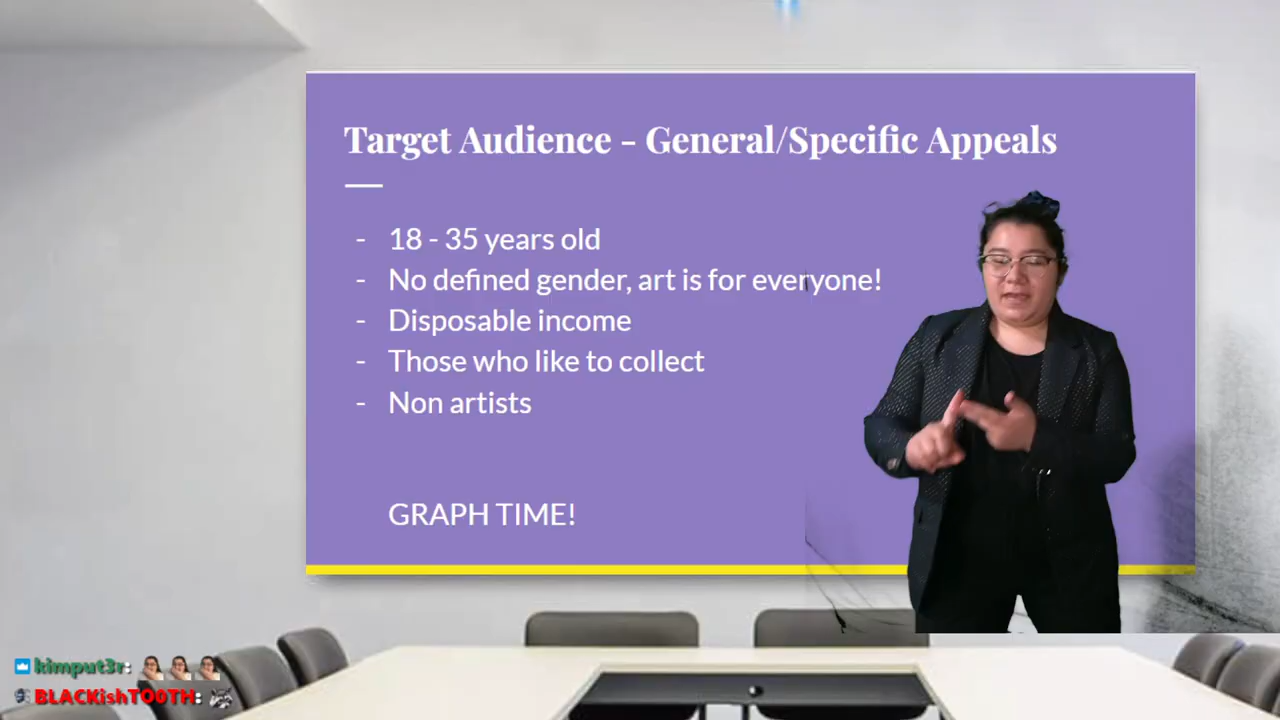 Target Audience - General/Specific Appeals
- 18 - 35 years old
- No defined gender, art is for everyone!
- Disposable income
- Those who like to collect
- Non artists
GRAPH TIME!
kimput3r:
BLACKishTO0TH: